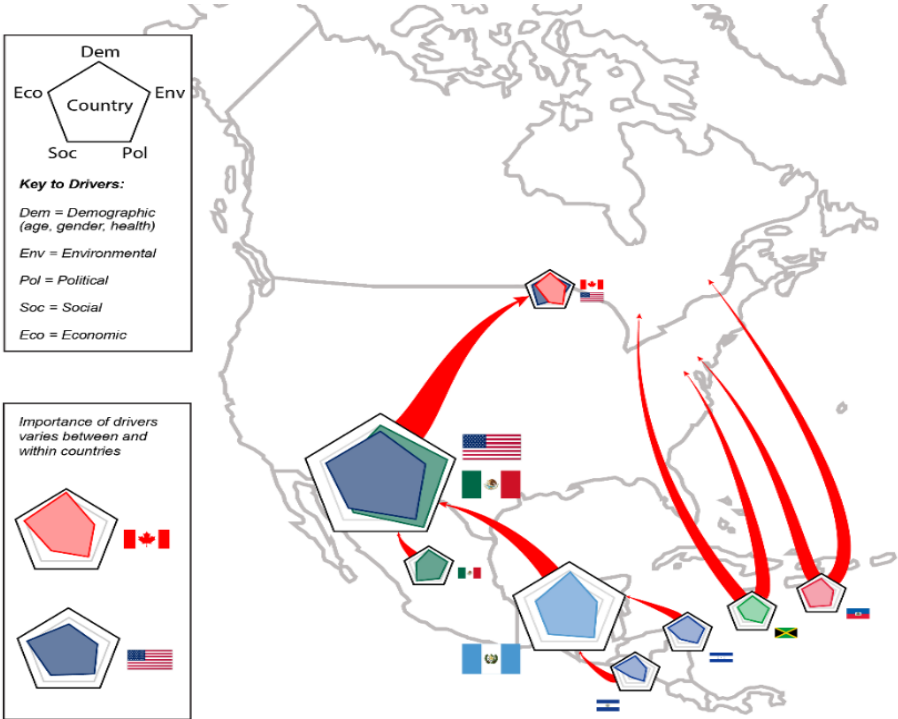 Dem
Eco
Env
Country
Soc
Pol
Key to Drivers:
Dem = Demographic
(age, gender, health)
Env = Environmental
Pol = Political
Soc = Social
Eco = Economic
Importance of drivers
varies between and
within countries